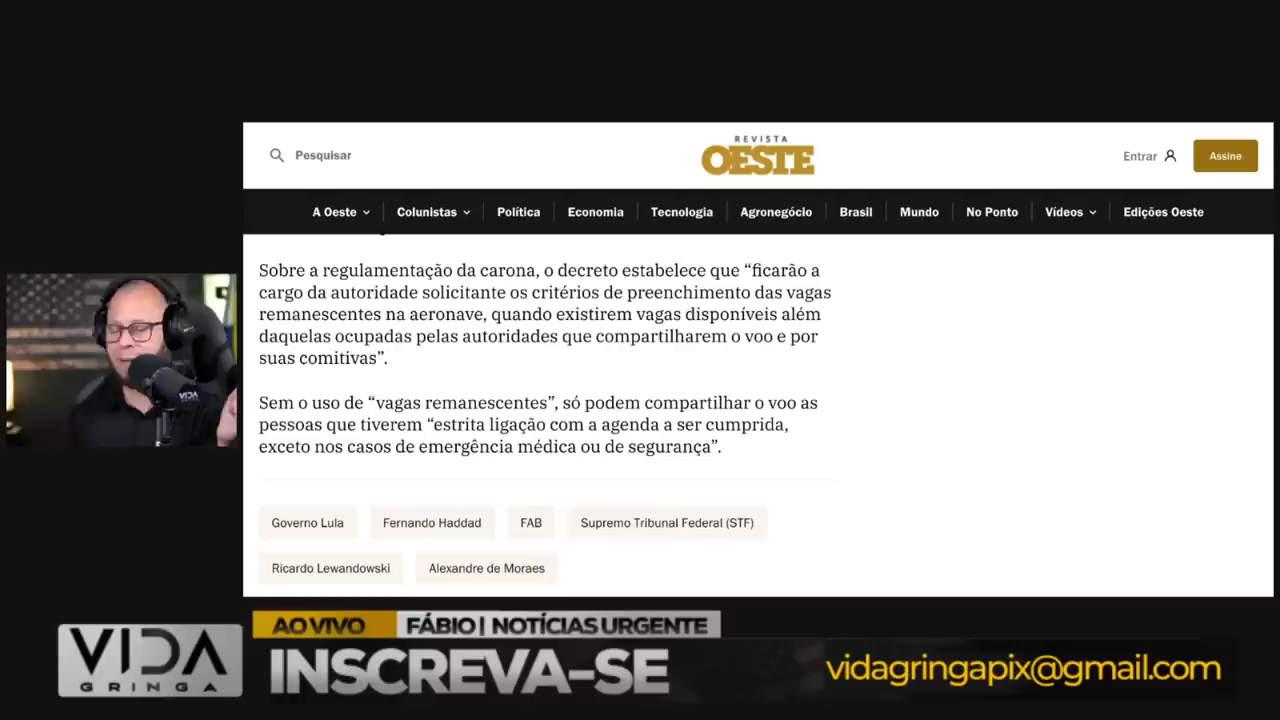 Pesquisar
REVISTA
OESTE
Entrar
Assine
A Oeste
Colunistas
Política
Economia
Tecnologia
Agronegócio
Brasil
Mundo
No Ponto
Vídeos
Edições Oeste
Sobre a regulamentação da carona, o decreto estabelece que “ficarão a
cargo da autoridade solicitante os critérios de preenchimento das vagas
remanescentes na aeronave, quando existirem vagas disponíveis além
daquelas ocupadas pelas autoridades que compartilharem o voo e por
suas comitivas”.
Sem o uso de “vagas remanescentes”, só podem compartilhar o voo as
pessoas que tiverem “estrita ligação com a agenda a ser cumprida,
exceto nos casos de emergência médica ou de segurança”.
Governo Lula
Fernando Haddad
FAB
Supremo Tribunal Federal (STF)
Ricardo Lewandowski
Alexandre de Moraes
VIDA
AO VIVO
FÁBIO | NOTÍCIAS URGENTE
VIDA
GRINGA
INSCREVA-SE
vidagringapix@gmail.com